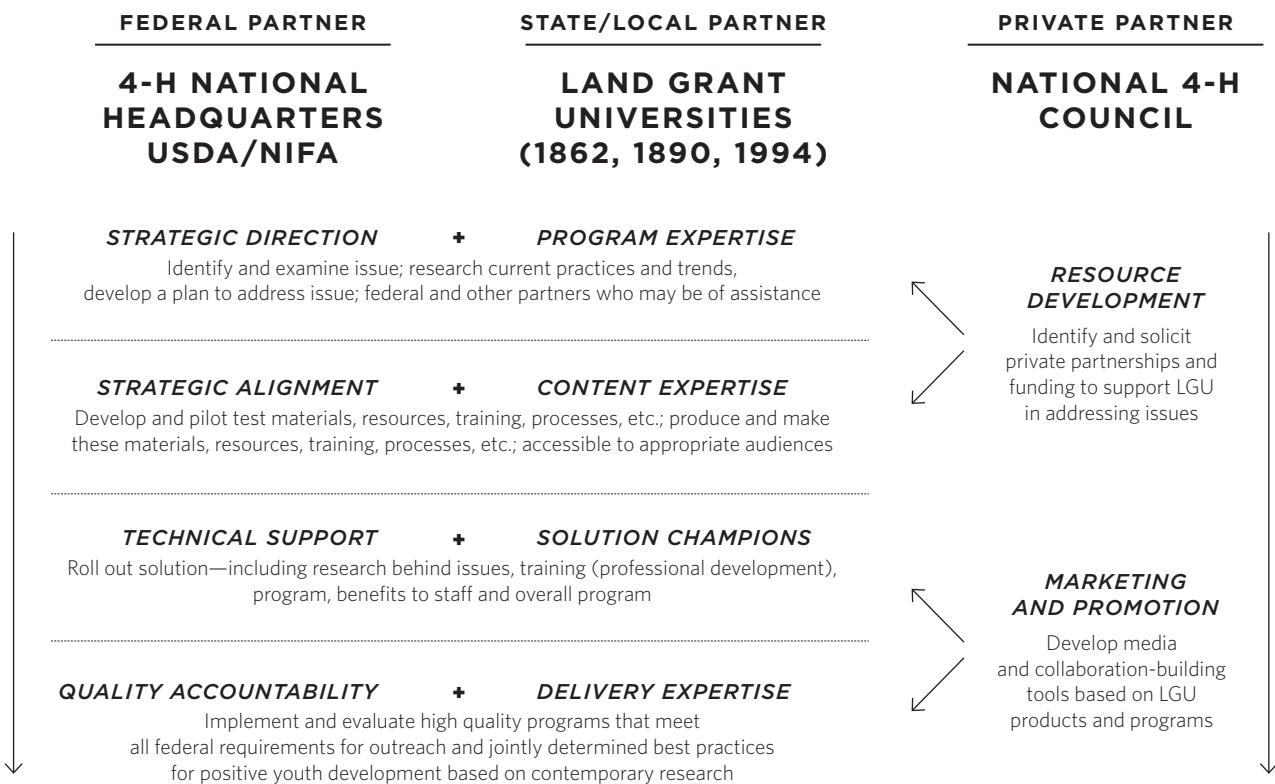 FEDERAL PARTNER
4-H NATIONAL
HEADQUARTERS
USDA/NIFA
STATE/LOCAL PARTNER
LAND GRANT
UNIVERSITIES
(1862, 1890, 1994)
PRIVATE PARTNER
NATIONAL 4-H
COUNCIL
STRATEGIC DIRECTION + PROGRAM EXPERTISE
Identify and examine issue; research current practices and trends,
develop a plan to address issue; federal and other partners who may be of assistance
STRATEGIC ALIGNMENT + CONTENT EXPERTISE
Develop and pilot test materials, resources, training, processes, etc.; produce and make
these materials, resources, training, processes, etc.; accessible to appropriate audiences
TECHNICAL SUPPORT + SOLUTION CHAMPIONS
Roll out solution—including research behind issues, training (professional development),
program, benefits to staff and overall program
QUALITY ACCOUNTABILITY + DELIVERY EXPERTISE
Implement and evaluate high quality programs that meet
all federal requirements for outreach and jointly determined best practices
for positive youth development based on contemporary research
RESOURCE
DEVELOPMENT
Identify and solicit
private partnerships and
funding to support LGU
in addressing issues
MARKETING
AND PROMOTION
Develop media
and collaboration-building
tools based on LGU
products and programs